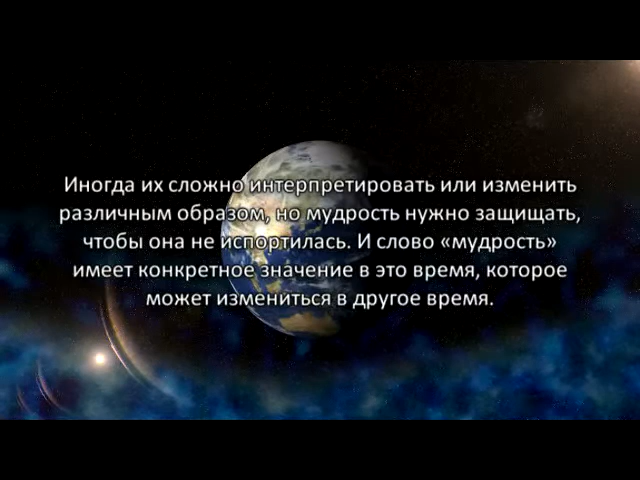 Иногда их сложно интерпретировать или изменить
различным образом, но мудрость нужно защищать,
чтобы она не испортилась. И слово «мудрость»
имеет конкретное значение в это время, которое
может измениться в другое время.